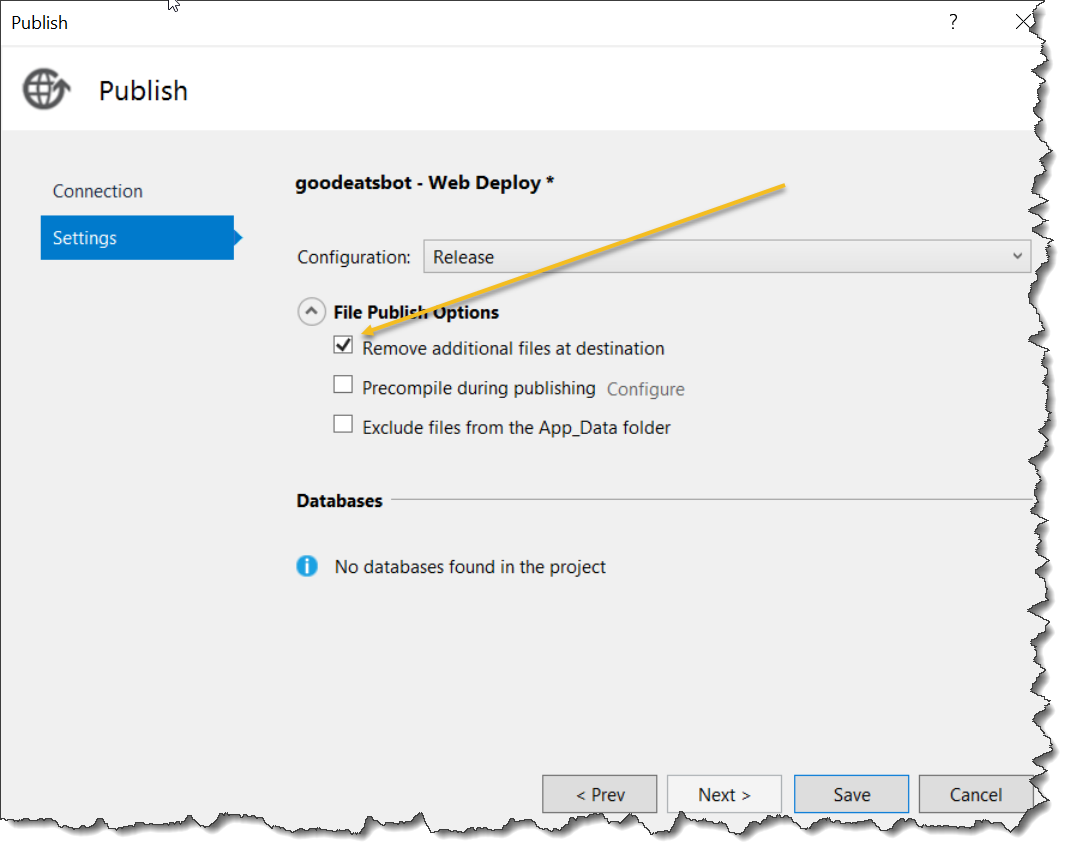 Publish
?
Publish
Connection
Settings
goodeatsbot - Web Deploy *
Configuration: Release
File Publish Options
Remove additional files at destination
Precompile during publishing Configure
Exclude files from the App_Data folder
Databases
No databases found in the project
< Prev Next > Save Cancel